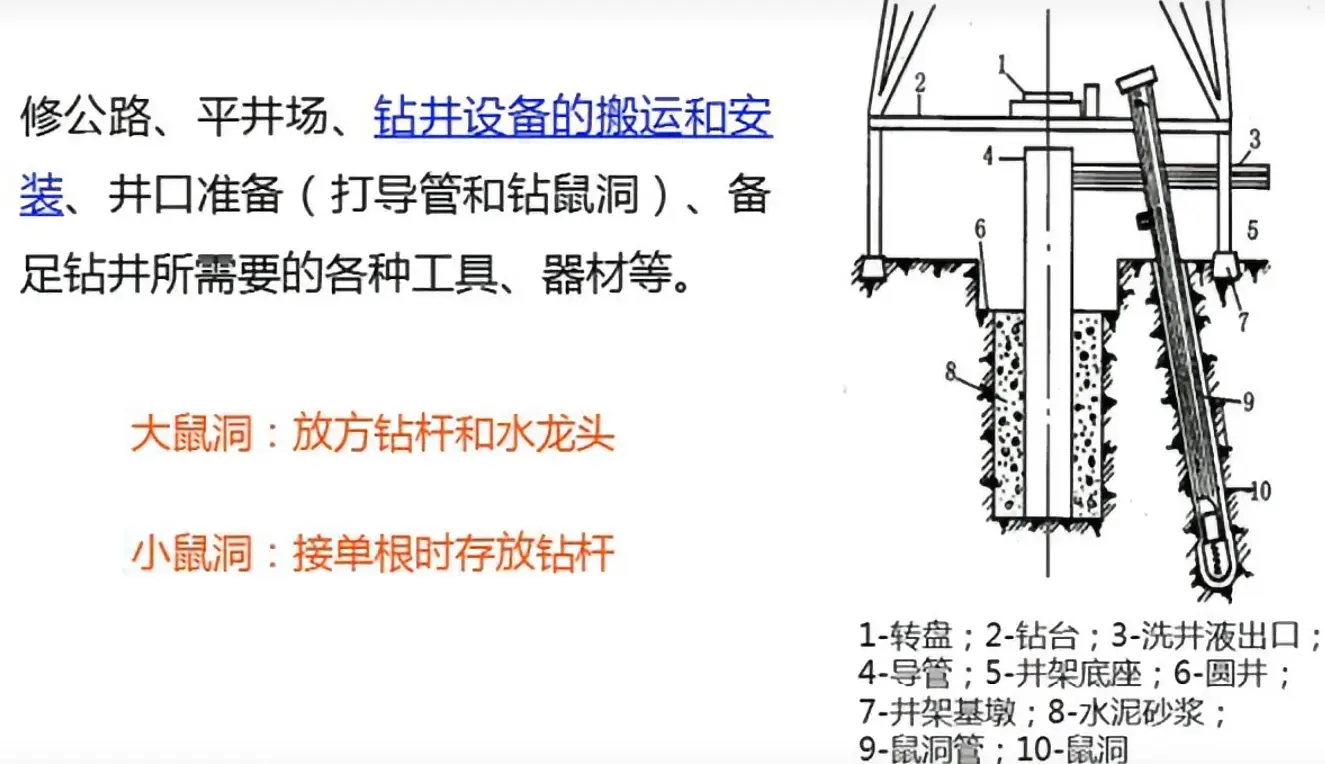 修公路、平井场、钻井设备的搬运和安
装、井口准备（打导管和钻鼠洞）、备
足钻井所需要的各种工具、器材等。
大鼠洞：放方钻杆和水龙头
小鼠洞：接单根时存放钻杆
1
2
3
4
5
6
7
8
9
10
1-转盘；2-钻台；3-洗井液出口；
4-导管；5-井架底座；6-圆井；
7-井架基墩；8-水泥砂浆；
9-鼠洞管；10-鼠洞